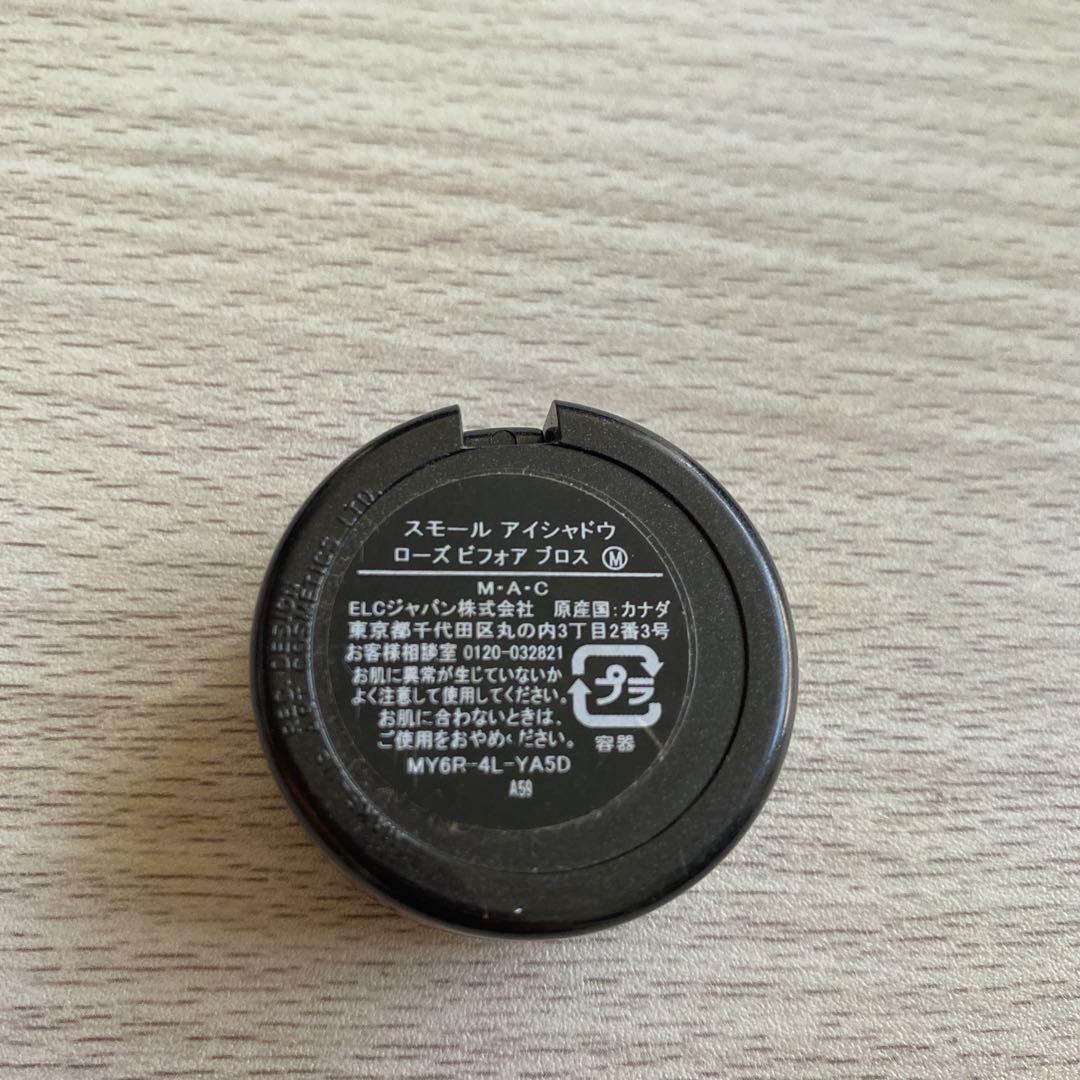 スモール アイシャドウ
ローズ ビフォア ブロス Ⓜ
M・A・C
ELCジャパン株式会社 原産国:カナダ
東京都千代田区丸の内3丁目2番3号
お客様相談室 0120-032821
お肌に異常が生じていないか
よく注意して使用してください。
お肌に合わないときは、
ご使用をおやめください。
プラ
容器
MY6R-4L-YA5D
A59
LTD.